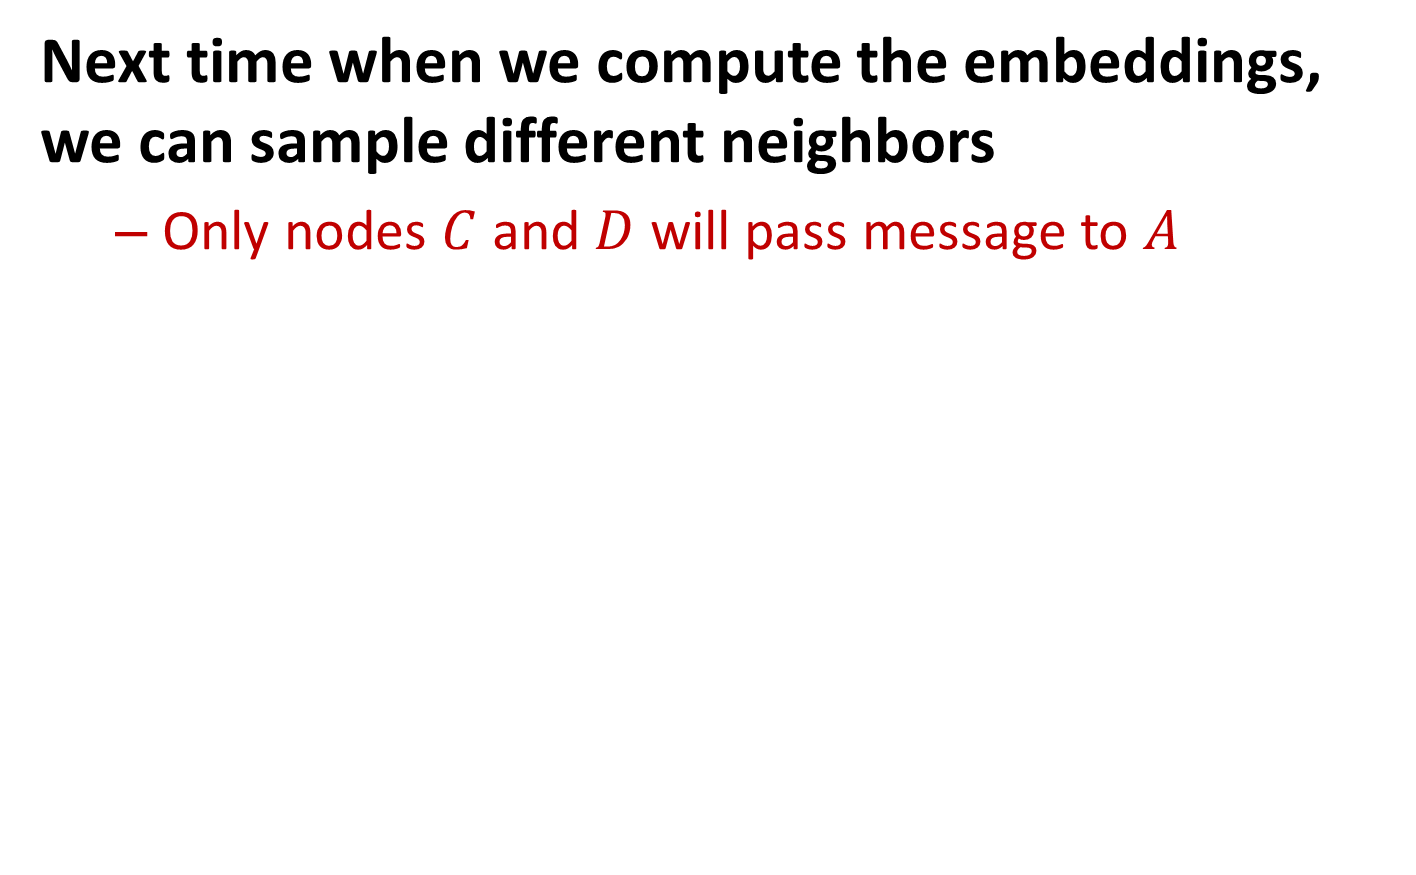 Next time when we compute the embeddings,
we can sample different neighbors
– Only nodes C and D will pass message to A